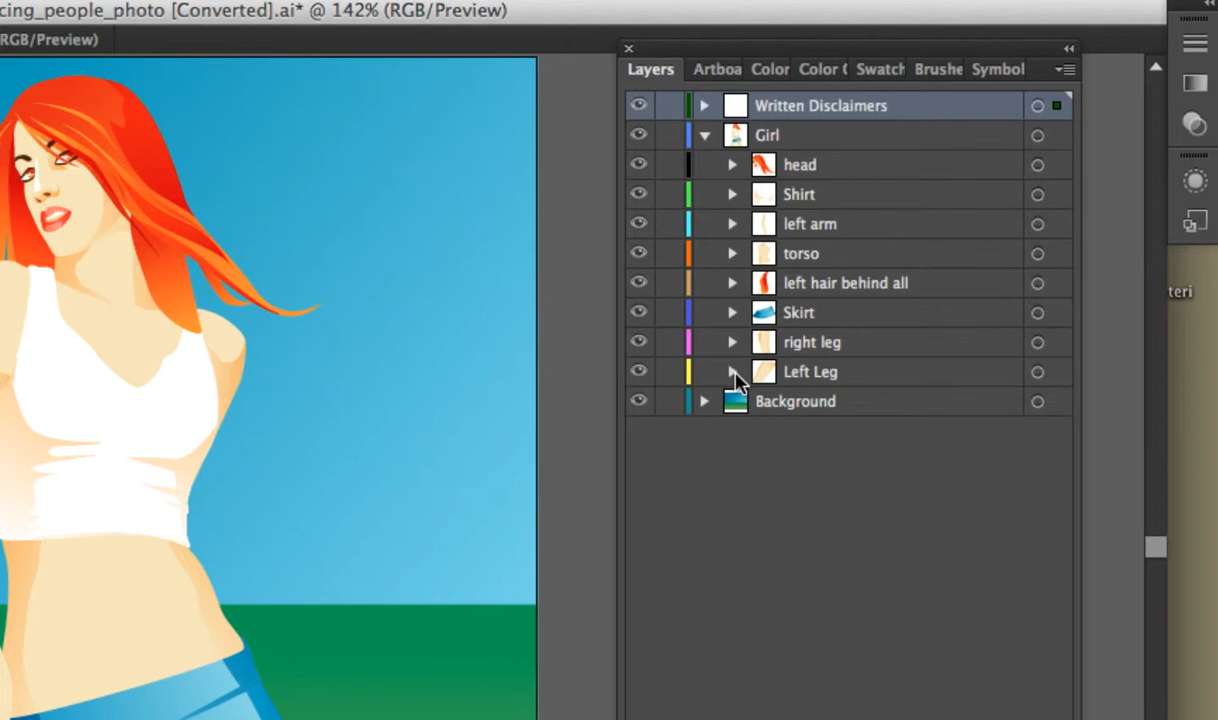 cing_people_photo [Converted].ai* @ 142% (RGB/Preview)
RGB/Preview)
Layers Artboa Color Color Swatch Brushe Symbol
Written Disclaimers
Girl
head
Shirt
left arm
torso
left hair behind all
teri
Skirt
right leg
Left Leg
Background